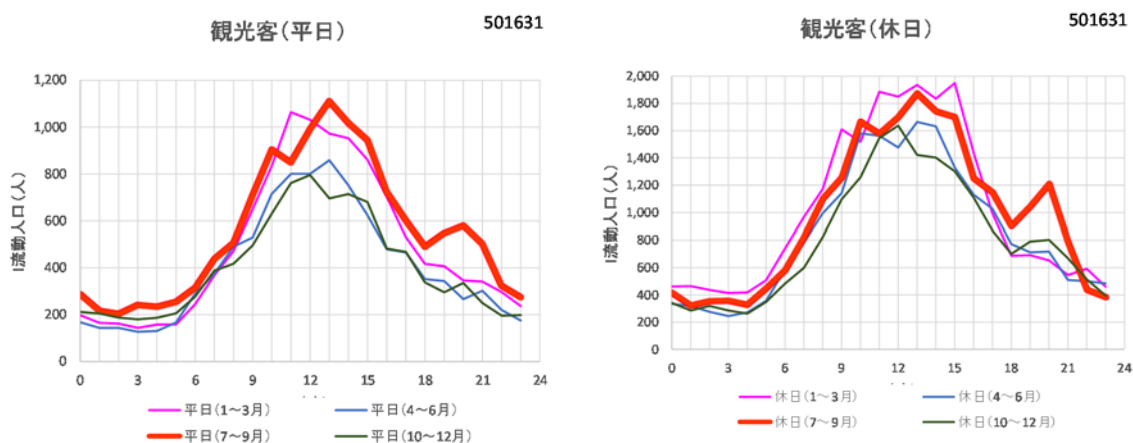 観光客(平日)
501631
I流動人口(人)
1,200
1,000
800
600
400
200
0
0 3 6 9 12 15 18 21 24
平日(1～3月) 平日(4～6月)
平日(7～9月) 平日(10～12月)
観光客(休日)
501631
I流動人口(人)
2,000
1,800
1,600
1,400
1,200
1,000
800
600
400
200
0
0 3 6 9 12 15 18 21 24
休日(1～3月) 休日(4～6月)
休日(7～9月) 休日(10～12月)